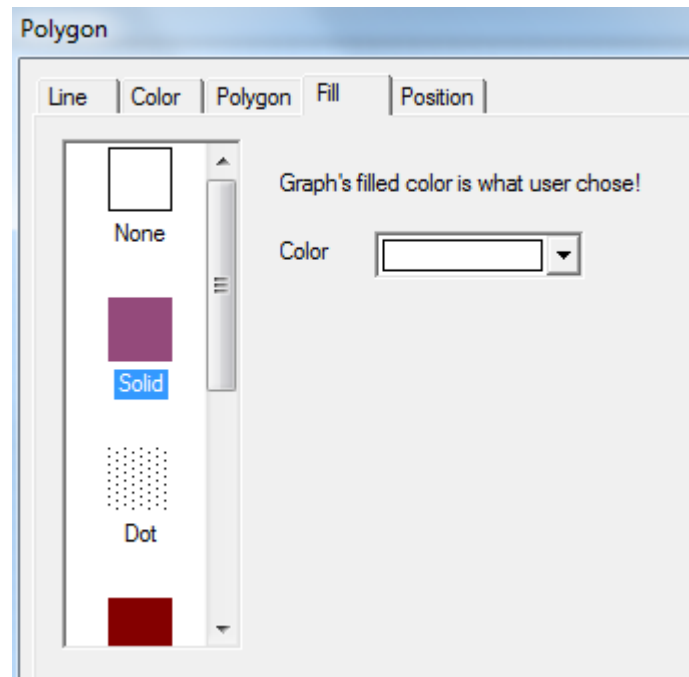 Polygon
Line Color Polygon Fill Position
Graph's filled color is what user chose!
None
Color
Solid
Dot